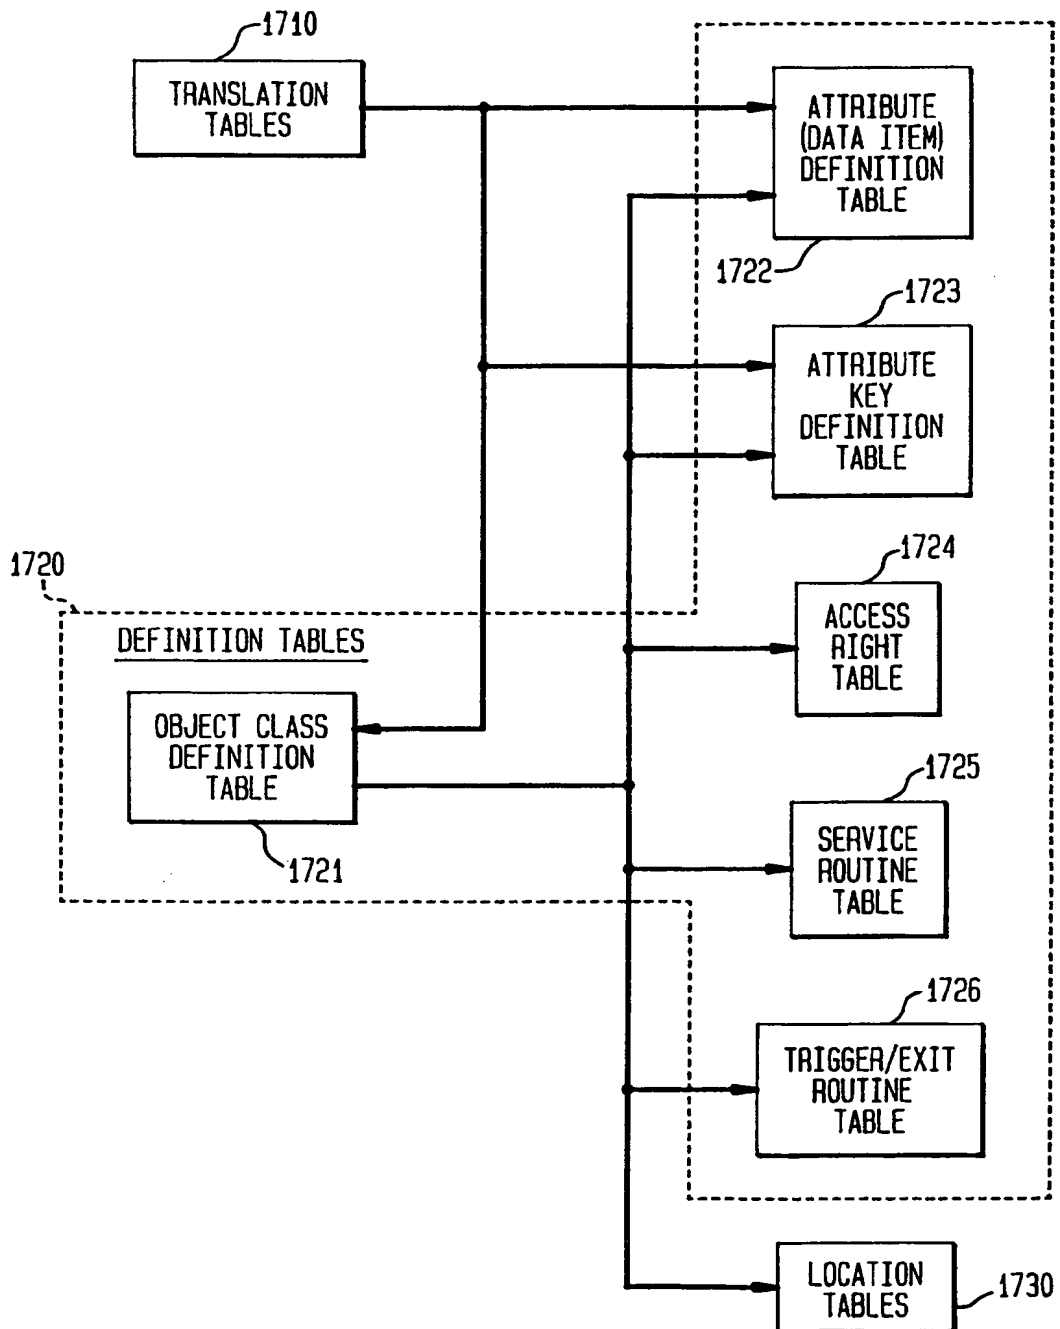 1710
TRANSLATION
TABLES
ATTRIBUTE
(DATA ITEM)
DEFINITION
TABLE
1722
1723
ATTRIBUTE
KEY
DEFINITION
TABLE
1720
DEFINITION TABLES
1724
ACCESS
RIGHT
TABLE
OBJECT CLASS
DEFINITION
TABLE
1721
1725
SERVICE
ROUTINE
TABLE
1726
TRIGGER/EXIT
ROUTINE
TABLE
LOCATION
TABLES
1730